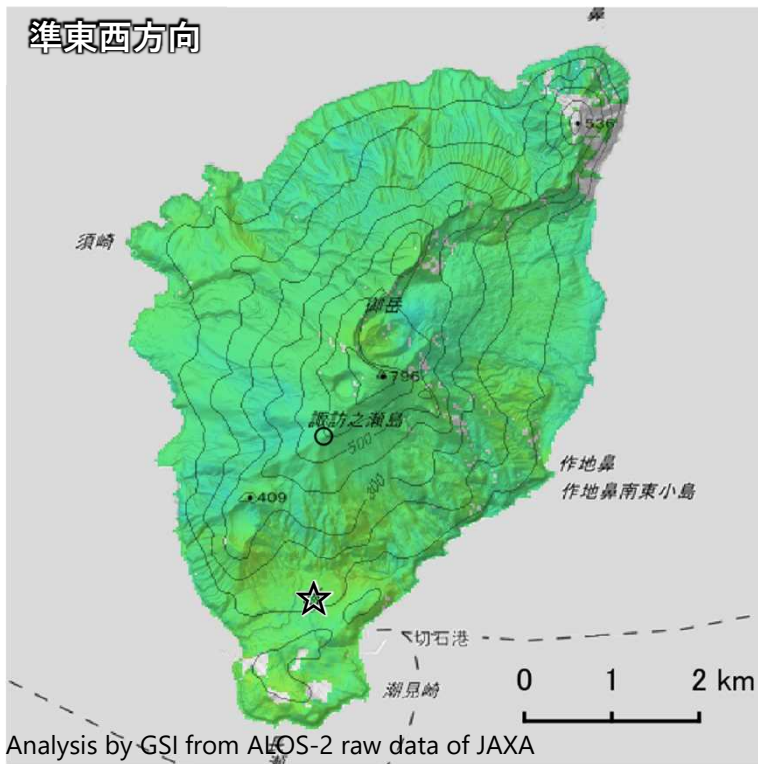 準東西方向
鼻
536
須崎
御岳
796
諏訪之瀬島
500
409
作地鼻
作地鼻南東小島
切石港
潮見崎
0 1 2 km
Analysis by GSI from ALOS-2 raw data of JAXA